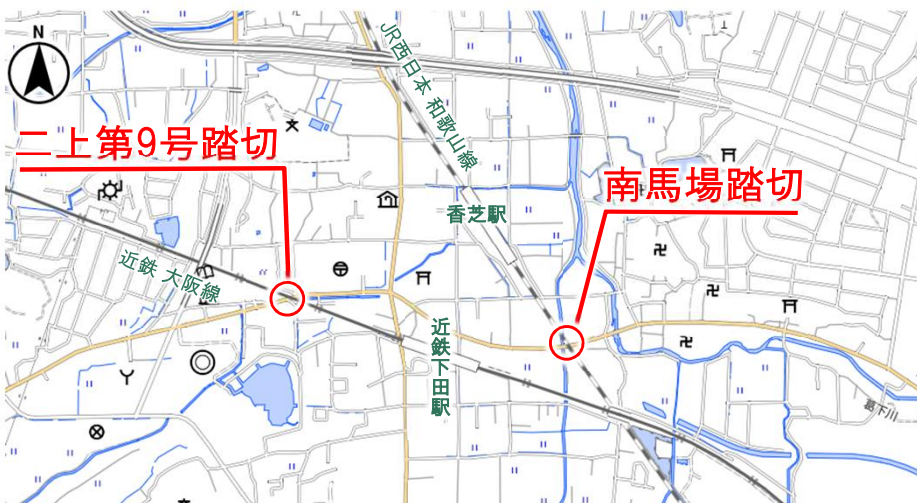 N
JR西日本 和歌山線
二上第9号踏切
南馬場踏切
香芝駅
近鉄 大阪線
近鉄下田駅
葛下川